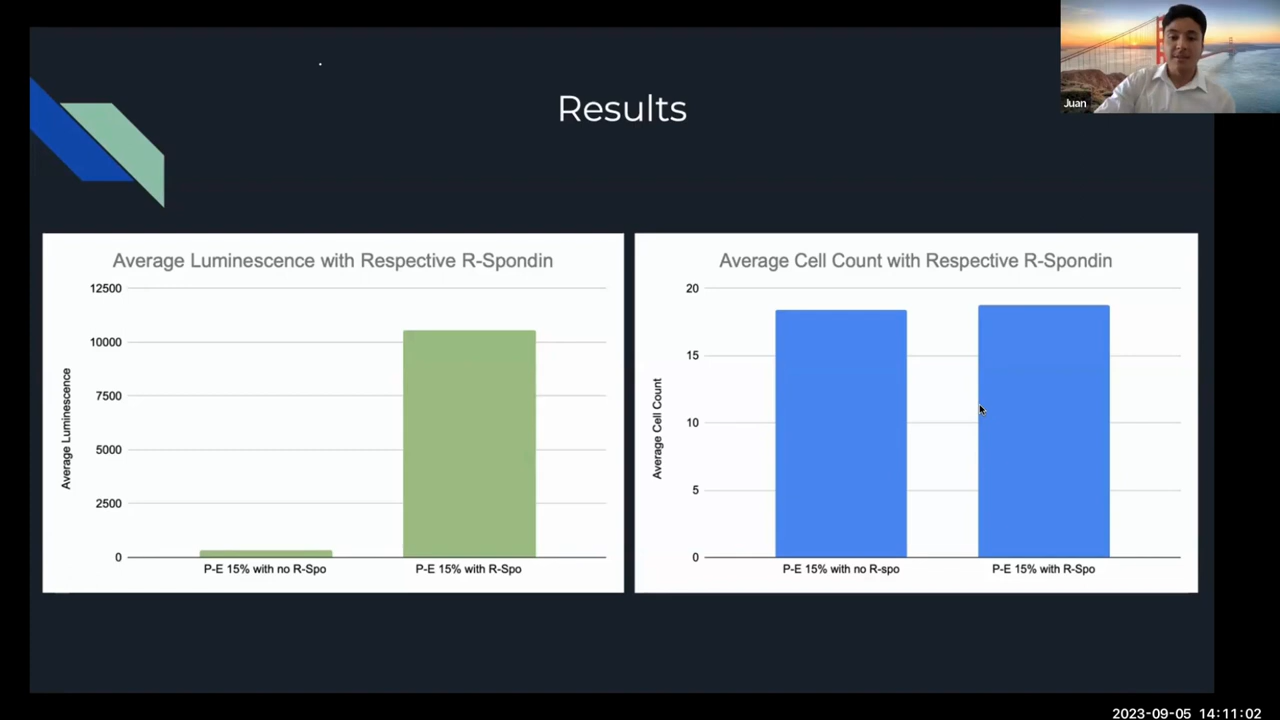 Results
Juan
Average Luminescence with Respective R-Spondin
12500
10000
7500
5000
2500
0
Average Luminescence
P-E 15% with no R-Spo
P-E 15% with R-Spo
Average Cell Count with Respective R-Spondin
20
15
10
5
0
Average Cell Count
P-E 15% with no R-spo
P-E 15% with R-Spo
2023-09-05 14:11:02